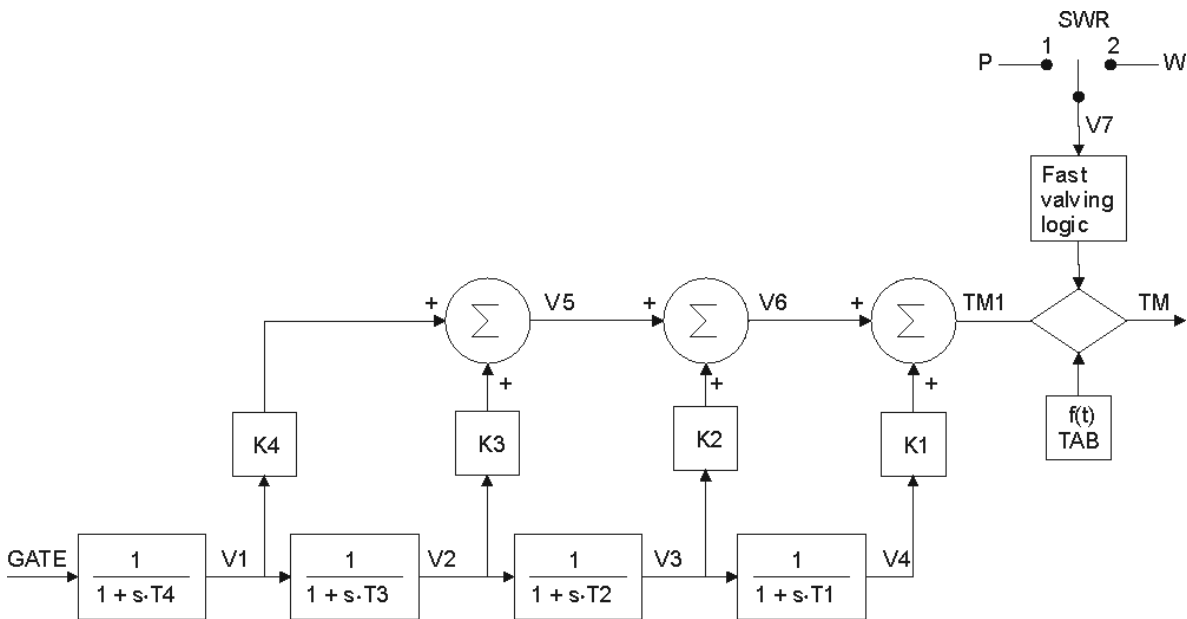 SWR
1 2
P W
V7
Fast
valving
logic
+ V5 + V6 + TM1 TM
Σ Σ Σ
+ + + +
f(t)
TAB
K4 K3 K2 K1
GATE V1 V2 V3 V4
1 1 1 1
1 + s·T4 1 + s·T3 1 + s·T2 1 + s·T1